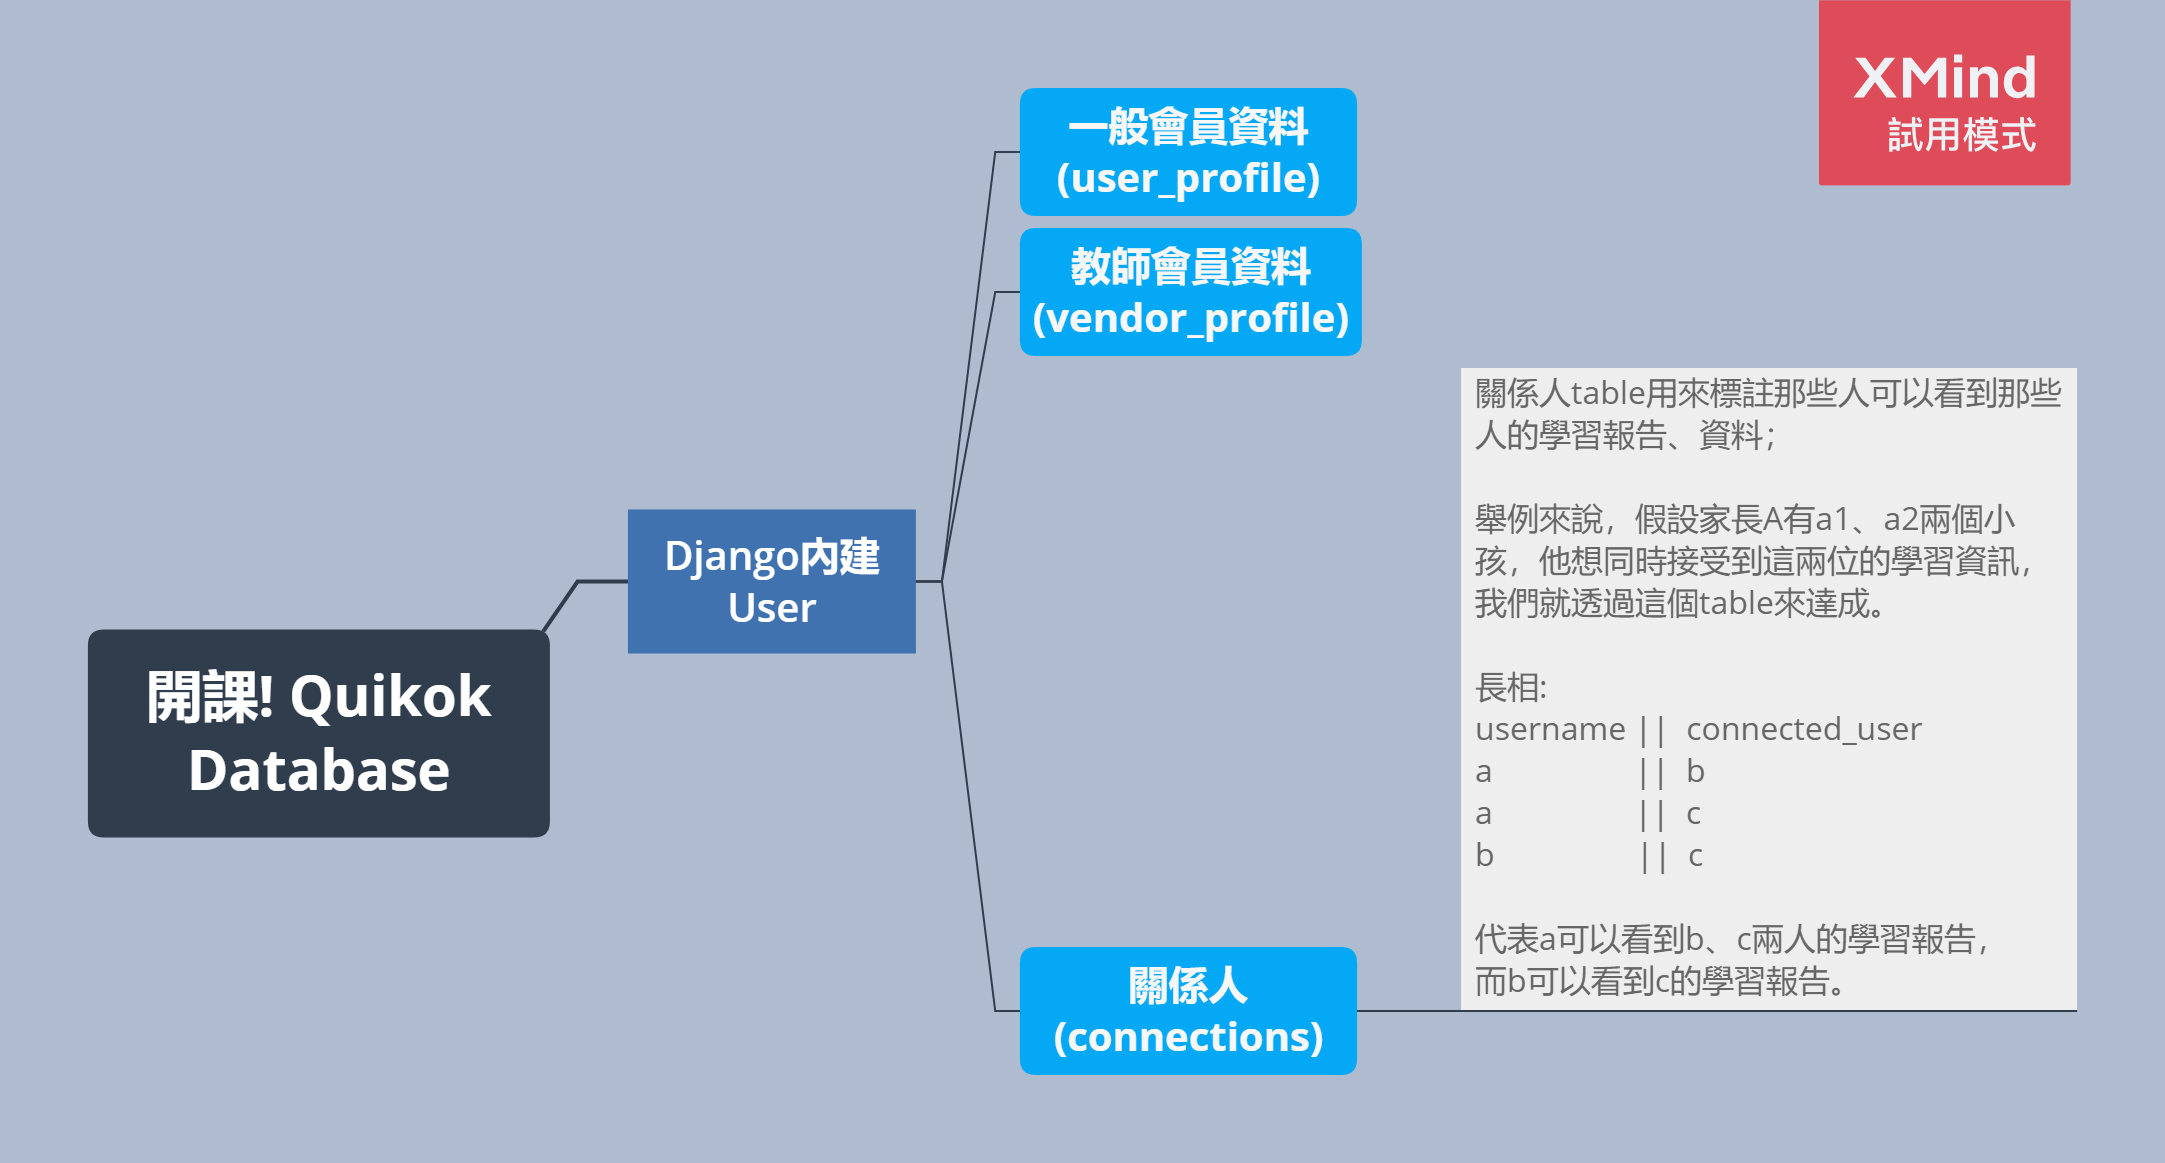 XMind
試用模式
開課! Quikok
Database
Django內建
User
一般會員資料
(user_profile)
教師會員資料
(vendor_profile)
關係人
(connections)
關係人table用來標註那些人可以看到那些
人的學習報告、資料；
舉例來說，假設家長A有a1、a2兩個小
孩，他想同時接受到這兩位的學習資訊，
我們就透過這個table來達成。
長相:
username || connected_user
a || b
a || c
b || c
代表a可以看到b、c兩人的學習報告，
而b可以看到c的學習報告。